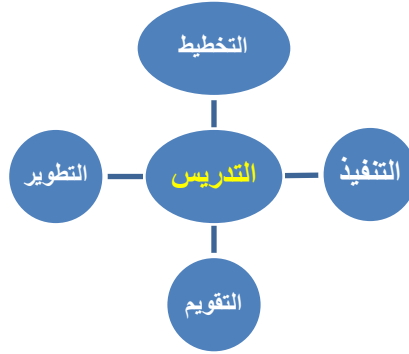 التخطيط
التنفيذ
التدريس
التطوير
التقويم